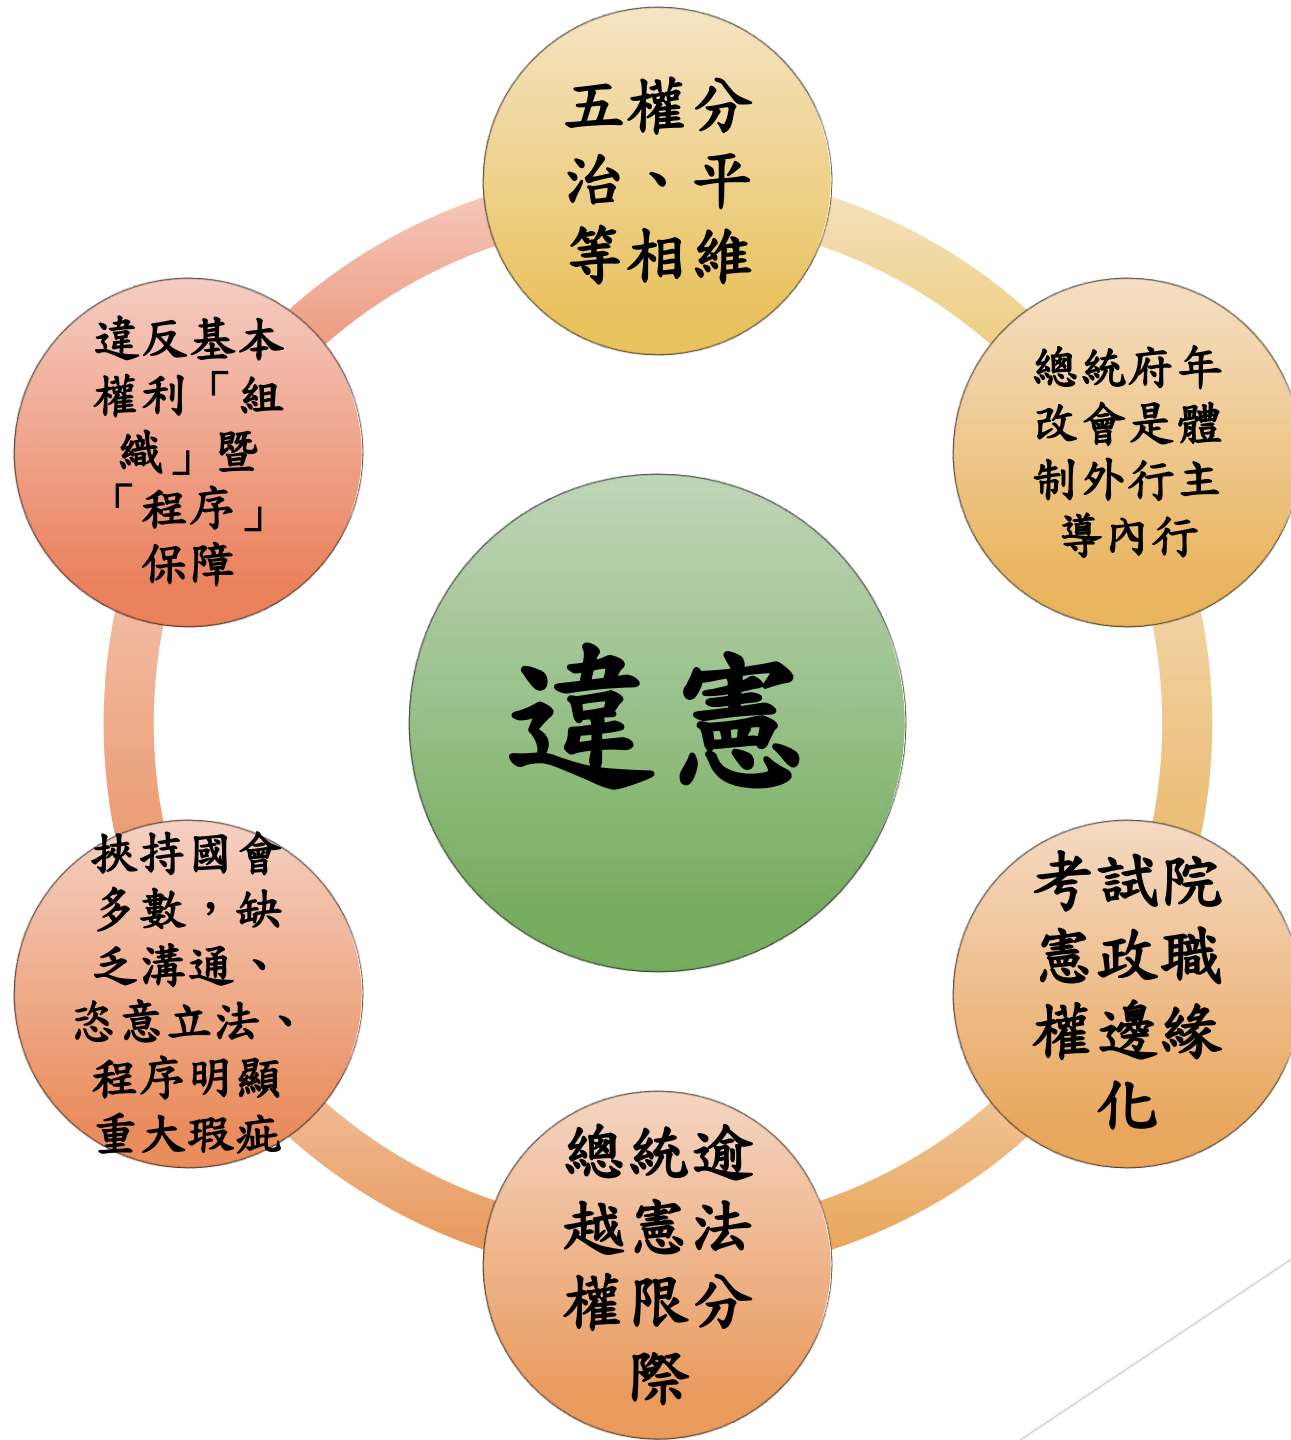 五權分
治、平
等相維
總統府年
改會是體
制外行主
導內行
考試院
憲政職
權邊緣
化
總統逾
越憲法
權限分
際
挾持國會
多數，缺
乏溝通、
恣意立法、
程序明顯
重大瑕疵
違反基本
權利「組
織」暨
「程序」
保障
違憲